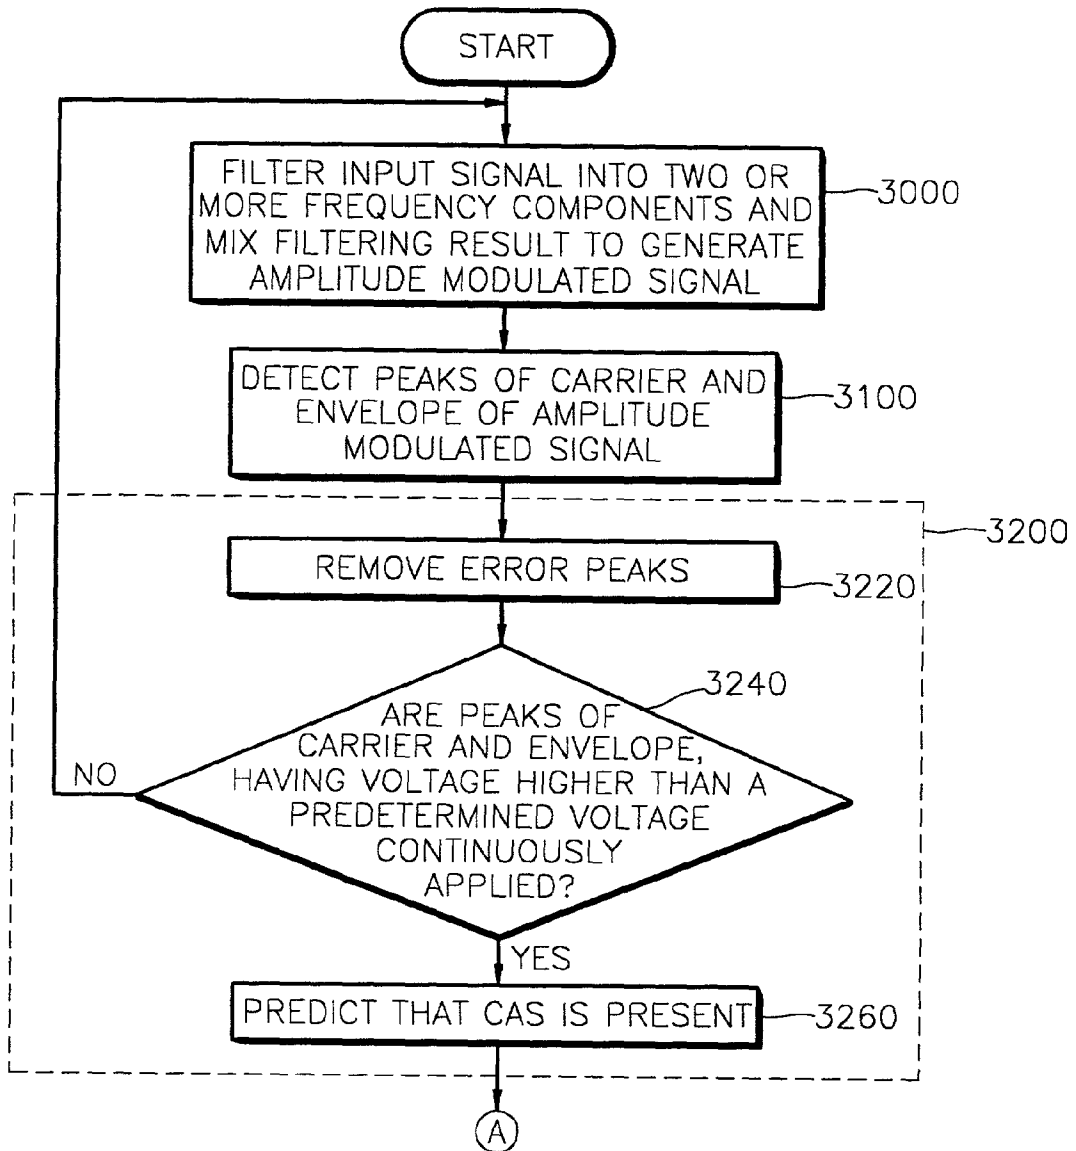 START
FILTER INPUT SIGNAL INTO TWO OR
MORE FREQUENCY COMPONENTS AND
MIX FILTERING RESULT TO GENERATE
AMPLITUDE MODULATED SIGNAL
3000
DETECT PEAKS OF CARRIER AND
ENVELOPE OF AMPLITUDE
MODULATED SIGNAL
3100
3200
REMOVE ERROR PEAKS
3220
3240
ARE PEAKS OF
CARRIER AND ENVELOPE,
HAVING VOLTAGE HIGHER THAN A
PREDETERMINED VOLTAGE
CONTINUOUSLY
APPLIED?
NO
YES
PREDICT THAT CAS IS PRESENT
3260
A